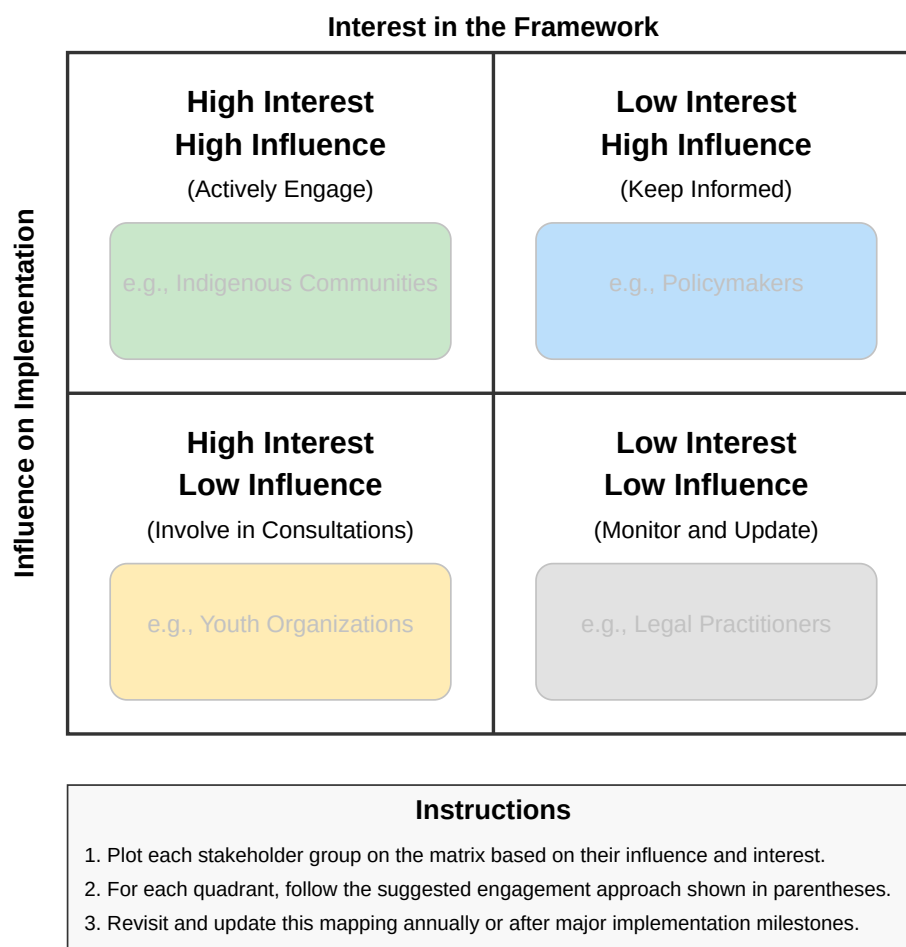 Interest in the Framework
Influence on Implementation
High Interest
High Influence
(Actively Engage)
e.g., Indigenous Communities
Low Interest
High Influence
(Keep Informed)
e.g., Policymakers
High Interest
Low Influence
(Involve in Consultations)
e.g., Youth Organizations
Low Interest
Low Influence
(Monitor and Update)
e.g., Legal Practitioners
Instructions
1. Plot each stakeholder group on the matrix based on their influence and interest.
2. For each quadrant, follow the suggested engagement approach shown in parentheses.
3. Revisit and update this mapping annually or after major implementation milestones.